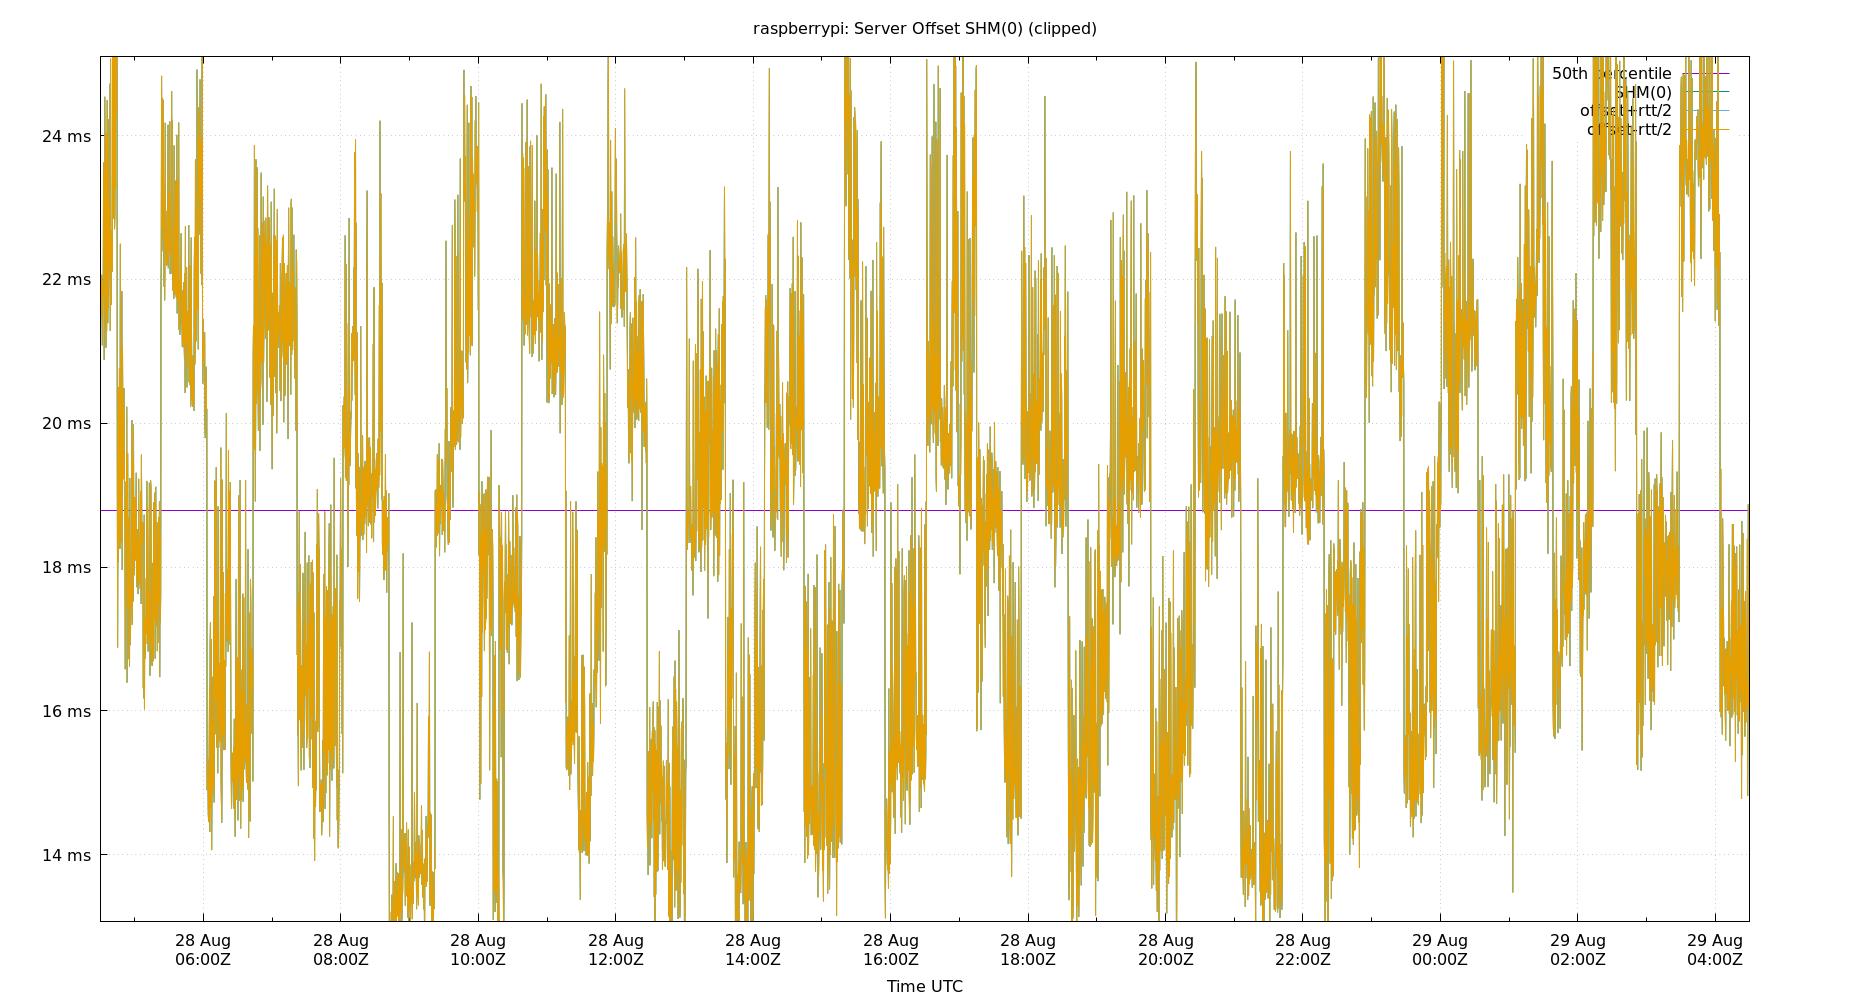 raspberrypi: Server Offset SHM(0) (clipped)
50th percentile
SHM(0)
offset+rtt/2
offset-rtt/2
24 ms
22 ms
20 ms
18 ms
16 ms
14 ms
28 Aug 28 Aug 28 Aug 28 Aug 28 Aug 28 Aug 28 Aug 28 Aug 28 Aug 29 Aug 29 Aug 29 Aug
06:00Z 08:00Z 10:00Z 12:00Z 14:00Z 16:00Z 18:00Z 20:00Z 22:00Z 00:00Z 02:00Z 04:00Z
Time UTC